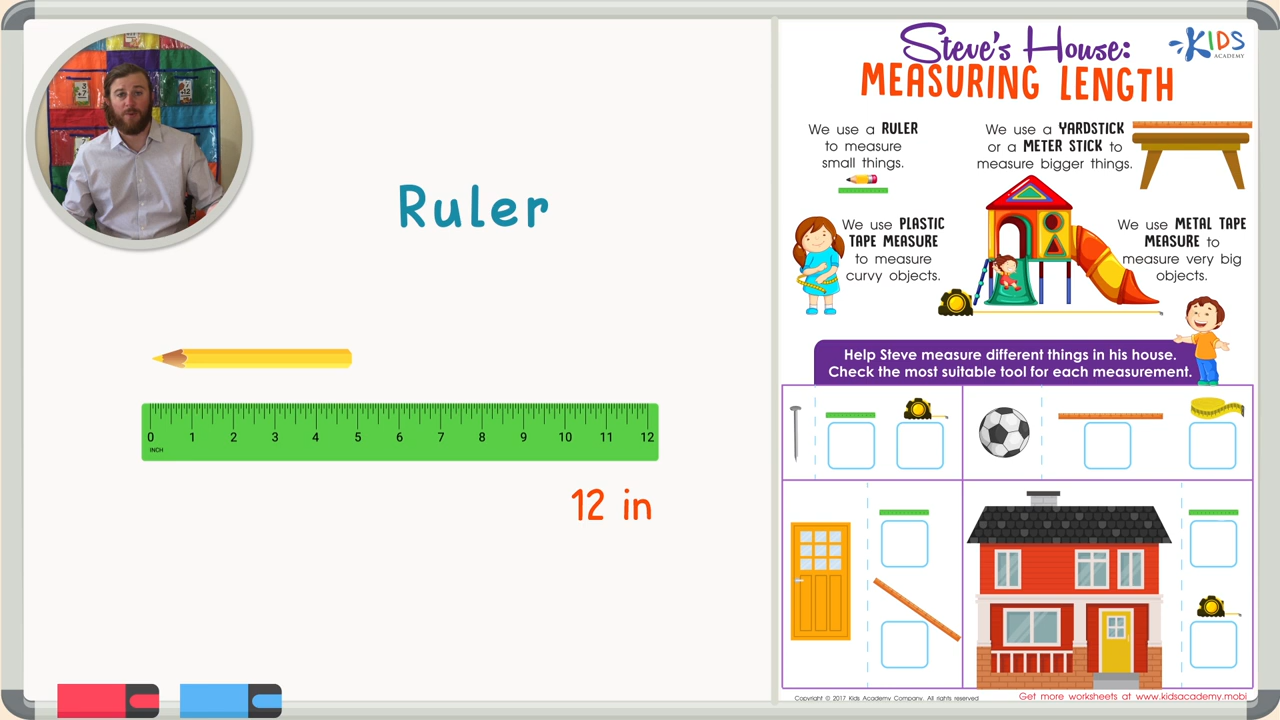 Ruler
0 1 2 3 4 5 6 7 8 9 10 11 12
INCH
12 in
Steve's House:
MEASURING LENGTH
KIDS
ACADEMY
We use a RULER
to measure
small things.
We use a YARDSTICK
or a METER STICK to
measure bigger things.
We use PLASTIC
TAPE MEASURE
to measure
curvy objects.
We use METAL TAPE
MEASURE to
measure very big
objects.
Help Steve measure different things in his house.
Check the most suitable tool for each measurement.
Copyright © 2017 Kids Academy Company. All rights reserved
Get more worksheets at www.kidsacademy.mobi